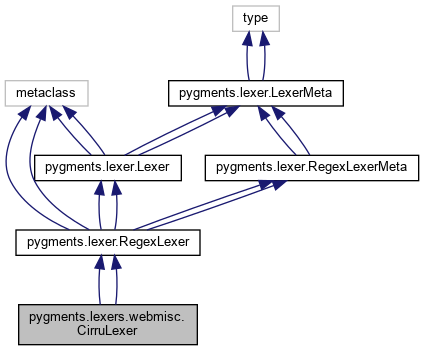 type
metaclass
pygments.lexer.LexerMeta
pygments.lexer.Lexer
pygments.lexer.RegexLexerMeta
pygments.lexer.RegexLexer
pygments.lexers.webmisc.
CirruLexer